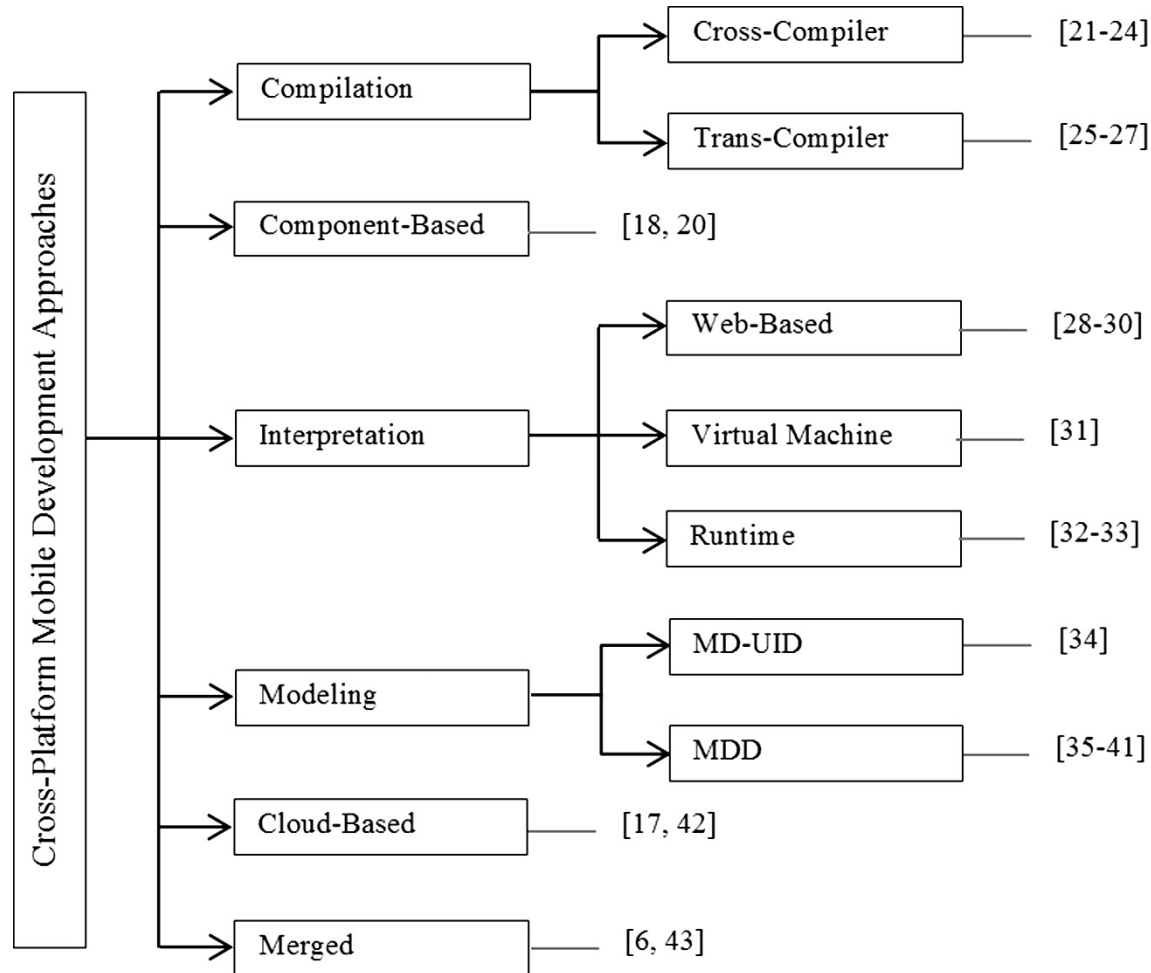 Cross-Platform Mobile Development Approaches
Compilation
Cross-Compiler
[21-24]
Trans-Compiler
[25-27]
Component-Based
[18, 20]
Interpretation
Web-Based
[28-30]
Virtual Machine
[31]
Runtime
[32-33]
Modeling
MD-UID
[34]
MDD
[35-41]
Cloud-Based
[17, 42]
Merged
[6, 43]